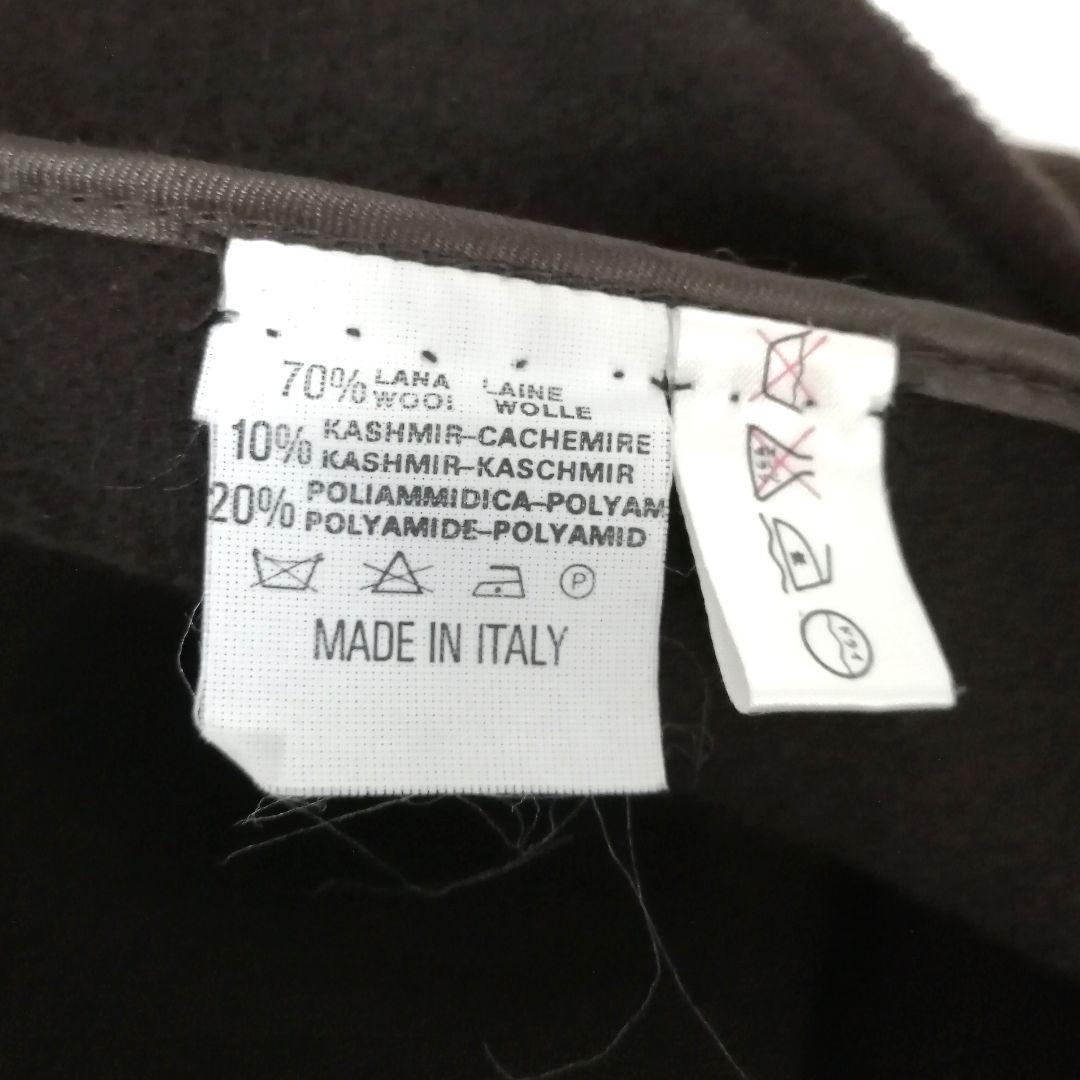 70% LANA LAINE
WOOL WOLLE
10% KASHMIR-CACHEMIRE
KASHMIR-KASCHMIR
20% POLIAMMIDICA-POLYAM
POLYAMIDE-POLYAMID
P
MADE IN ITALY